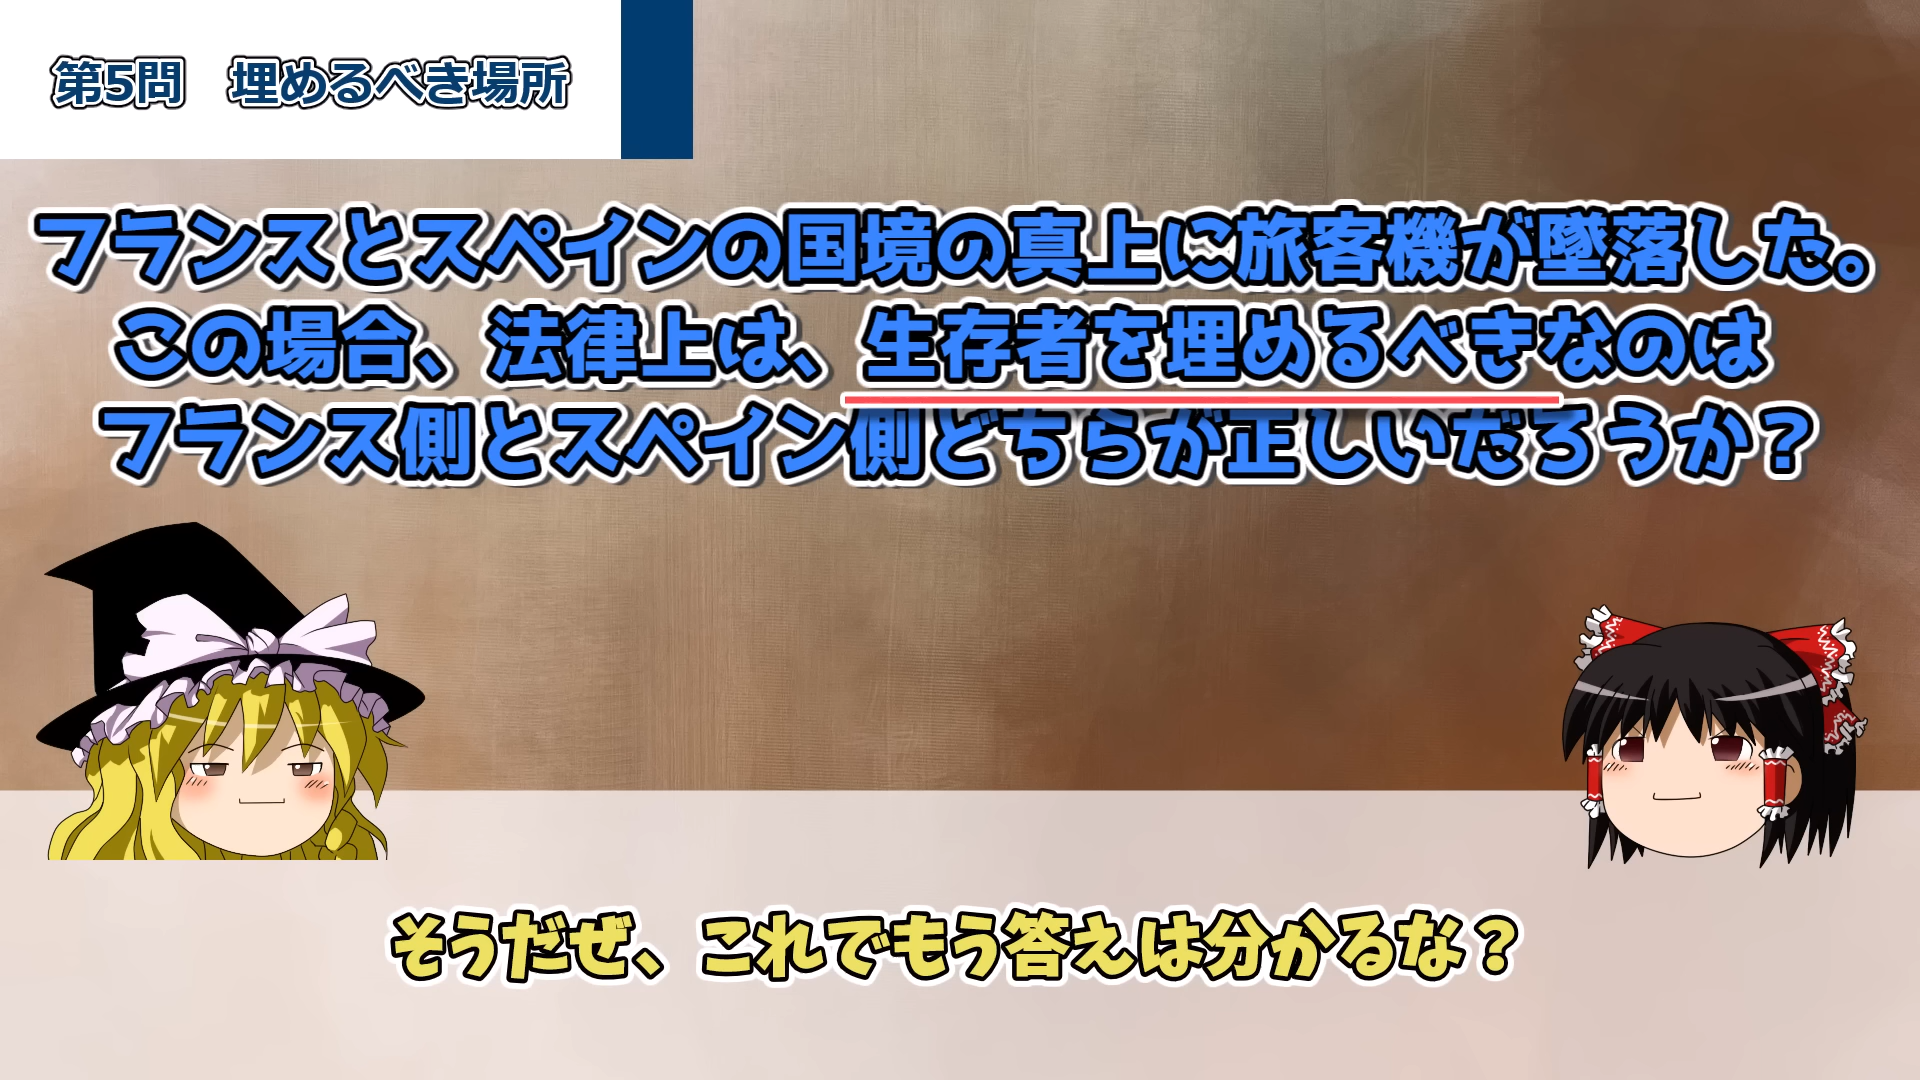 第5問　埋めるべき場所
フランスとスペインの国境の真上に旅客機が墜落した。
この場合、法律上は、生存者を埋めるべきなのは
フランス側とスペイン側どちらが正しいだろうか？
そうだぜ、これでもう答えは分かるな？